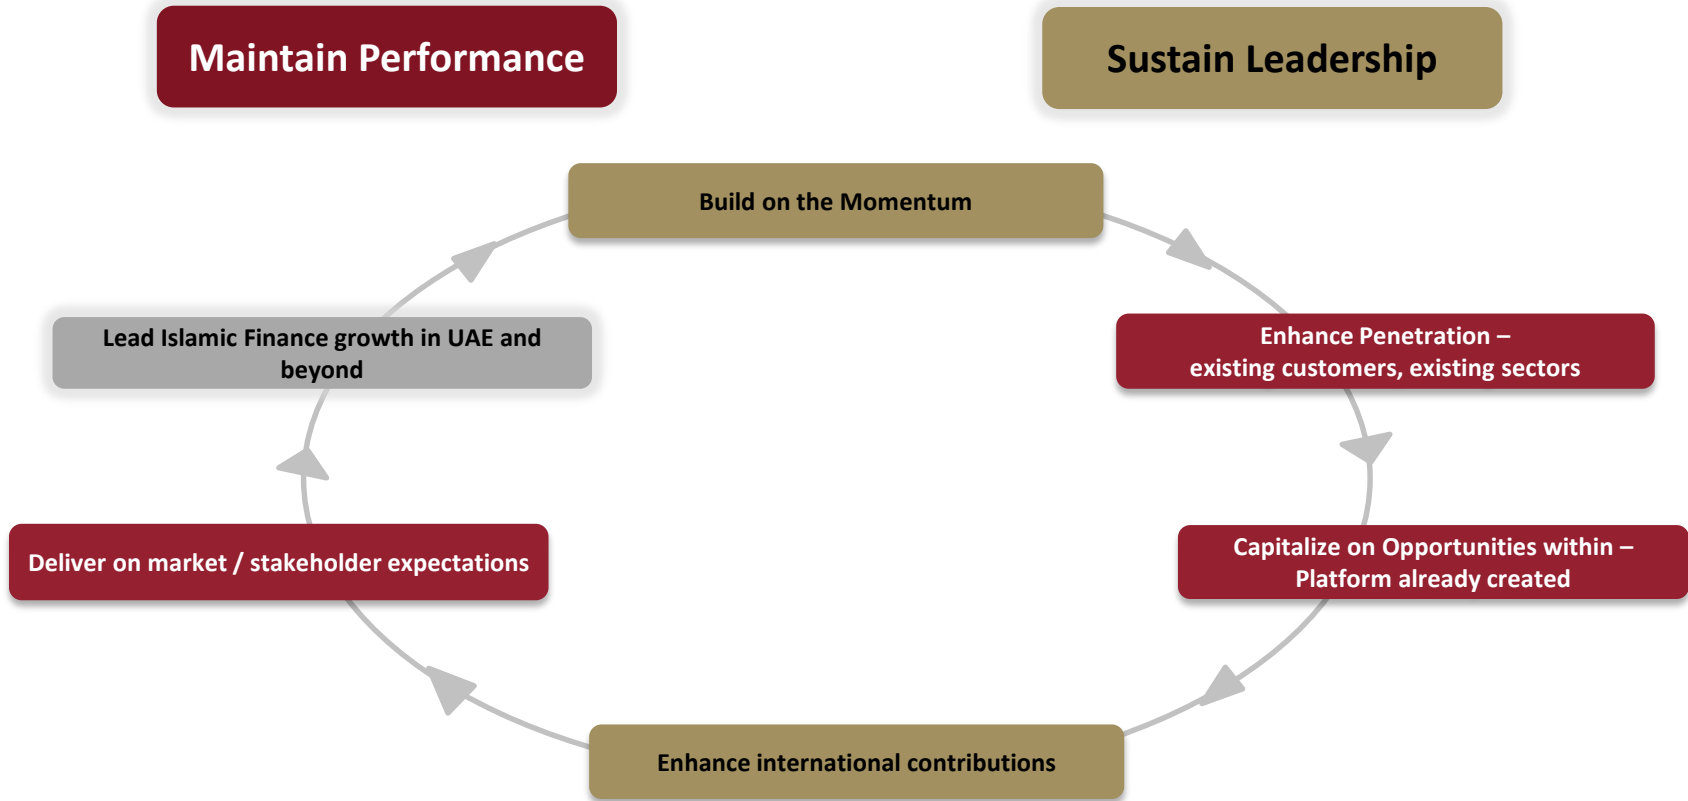 Maintain Performance
Sustain Leadership
Build on the Momentum
Lead Islamic Finance growth in UAE and
beyond
Enhance Penetration –
existing customers, existing sectors
Deliver on market / stakeholder expectations
Capitalize on Opportunities within –
Platform already created
Enhance international contributions